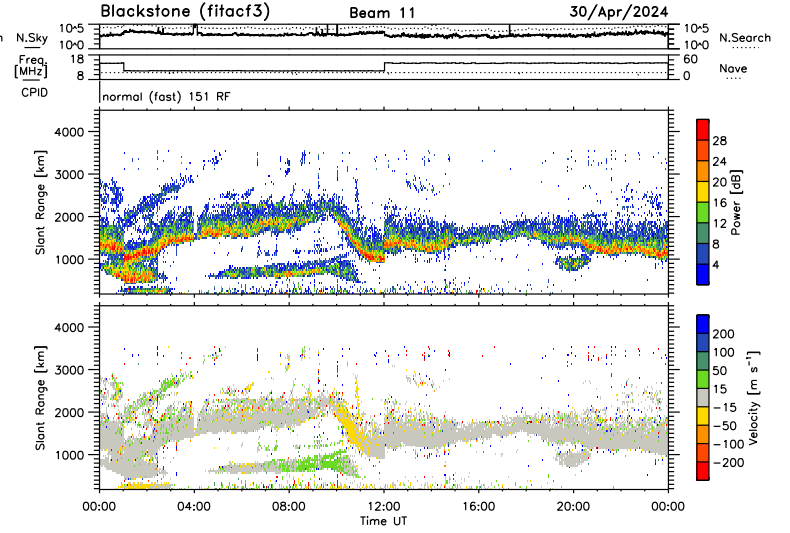 Blackstone (fitacf3) Beam 11 30/Apr/2024
N.Sky 10^5 10^0 10^5 10^0 N.Search
Freq. [MHz] 18 8 60 0 Nave
CPID normal (fast) 151 RF
Slant Range [km] 4000 3000 2000 1000
28 24 20 16 12 8 4 Power [dB]
Slant Range [km] 4000 3000 2000 1000
200 100 50 15 -15 -50 -100 -200 Velocity [m s⁻¹]
00:00 04:00 08:00 12:00 16:00 20:00 00:00
Time UT